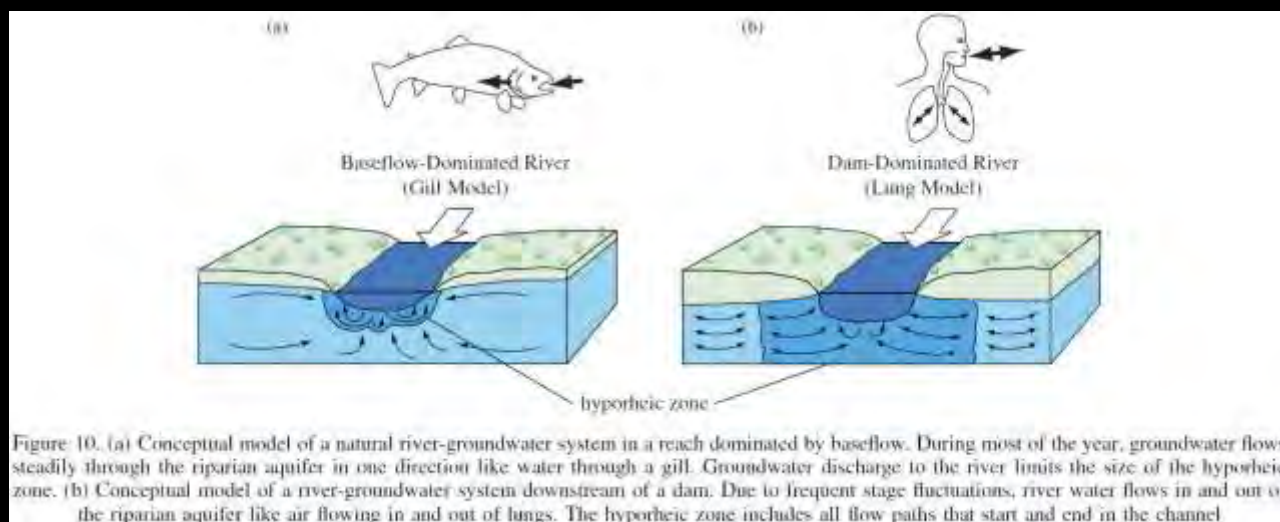 (a) (b)
Baseflow-Dominated River Dam-Dominated River
(Gill Model) (Lung Model)
hyporheic zone
Figure 10. (a) Conceptual model of a natural river-groundwater system in a reach dominated by baseflow. During most of the year, groundwater flows
steadily through the riparian aquifer in one direction like water through a gill. Groundwater discharge to the river limits the size of the hyporheic
zone. (b) Conceptual model of a river-groundwater system downstream of a dam. Due to frequent stage fluctuations, river water flows in and out o
the riparian aquifer like air flowing in and out of lungs. The hyporheic zone includes all flow paths that start and end in the channel